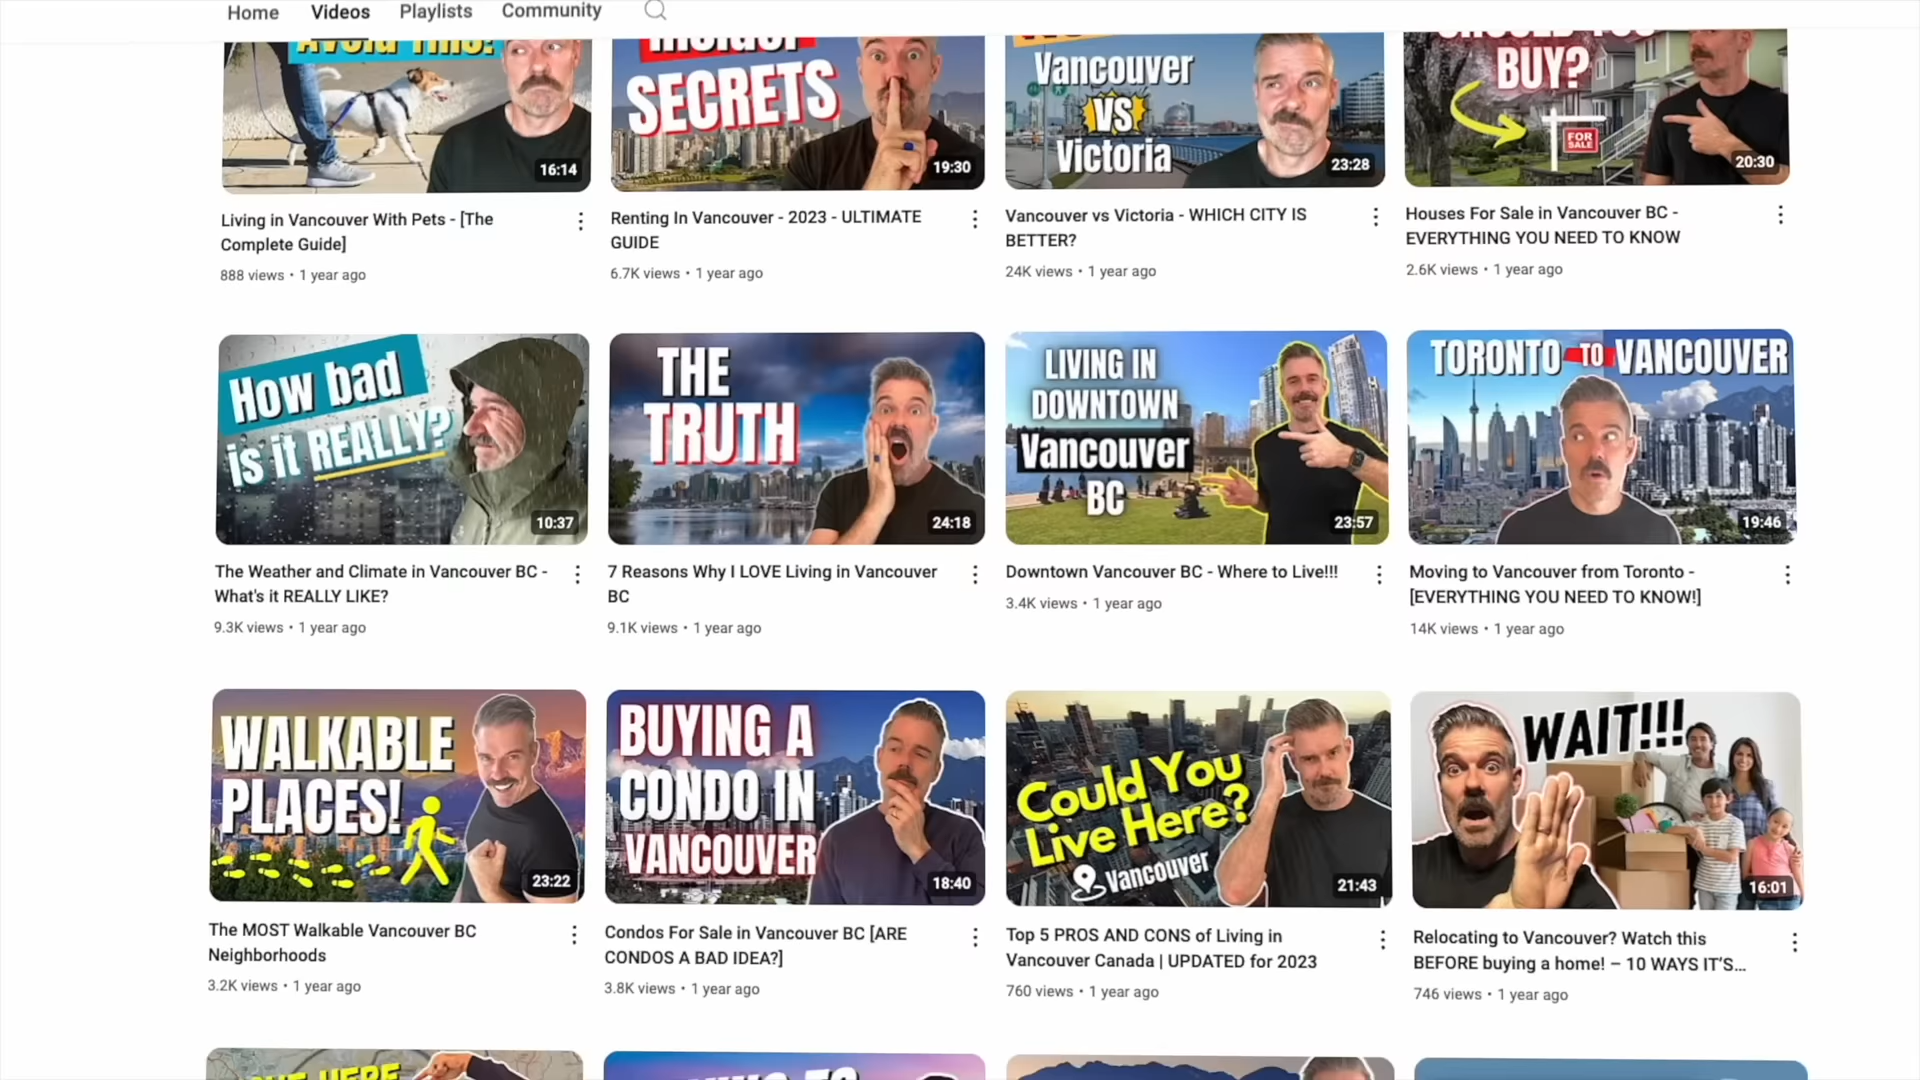 Home Videos Playlists Community
Avoid This!
16:14
Living in Vancouver With Pets - [The
Complete Guide]
888 views • 1 year ago
Insider
SECRETS
19:30
Renting In Vancouver - 2023 - ULTIMATE
GUIDE
6.7K views • 1 year ago
Vancouver
VS
Victoria
23:28
Vancouver vs Victoria - WHICH CITY IS
BETTER?
24K views • 1 year ago
SHOULD YOU
BUY?
FOR
SALE
20:30
Houses For Sale in Vancouver BC -
EVERYTHING YOU NEED TO KNOW
2.6K views • 1 year ago
How bad
is it REALLY?
10:37
The Weather and Climate in Vancouver BC -
What's it REALLY LIKE?
9.3K views • 1 year ago
THE
TRUTH
24:18
7 Reasons Why I LOVE Living in Vancouver
BC
9.1K views • 1 year ago
LIVING IN
DOWNTOWN
Vancouver
BC
23:57
Downtown Vancouver BC - Where to Live!!!
3.4K views • 1 year ago
TORONTO TO VANCOUVER
19:46
Moving to Vancouver from Toronto -
[EVERYTHING YOU NEED TO KNOW!]
14K views • 1 year ago
WALKABLE
PLACES!
23:22
The MOST Walkable Vancouver BC
Neighborhoods
3.2K views • 1 year ago
BUYING A
CONDO IN
VANCOUVER
18:40
Condos For Sale in Vancouver BC [ARE
CONDOS A BAD IDEA?]
3.8K views • 1 year ago
Could You
Live Here?
Vancouver
21:43
Top 5 PROS AND CONS of Living in
Vancouver Canada | UPDATED for 2023
760 views • 1 year ago
WAIT!!!
16:01
Relocating to Vancouver? Watch this
BEFORE buying a home! – 10 WAYS IT'S...
746 views • 1 year ago
HERE